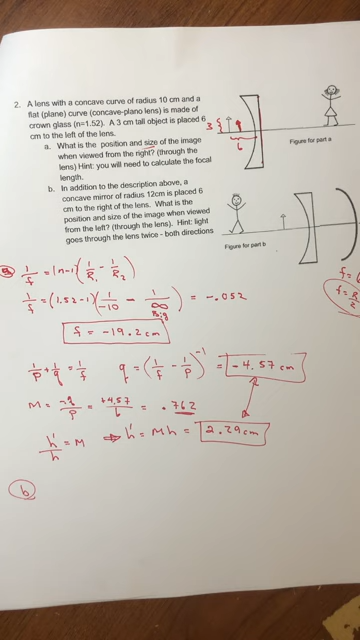 2. A lens with a concave curve of radius 10 cm and a
flat (plane) curve (concave-plano lens) is made of
crown glass (n=1.52). A 3 cm tall object is placed 6
cm to the left of the lens.
a. What is the position and size of the image
when viewed from the right? (through the
lens) Hint: you will need to calculate the focal
length.
3
q
6
Figure for part a
b. In addition to the description above, a
concave mirror of radius 12cm is placed 6
cm to the right of the lens. What is the
position and size of the image when viewed
from the left? (through the lens). Hint: light
goes through the lens twice - both directions
Figure for part b
a
1/f = (n-1)(1/R₁ - 1/R₂)
1/f = (1.52-1)(1/-10 - 1/∞) = -.052
Big
f = -19.2 cm
f = 6
f = R/2
1/p + 1/q = 1/f q = (1/f - 1/p)⁻¹ = -4.57 cm
M = -q/p = +4.57/6 = .762
h'/h = M ⇒ h' = Mh = 2.29 cm
b